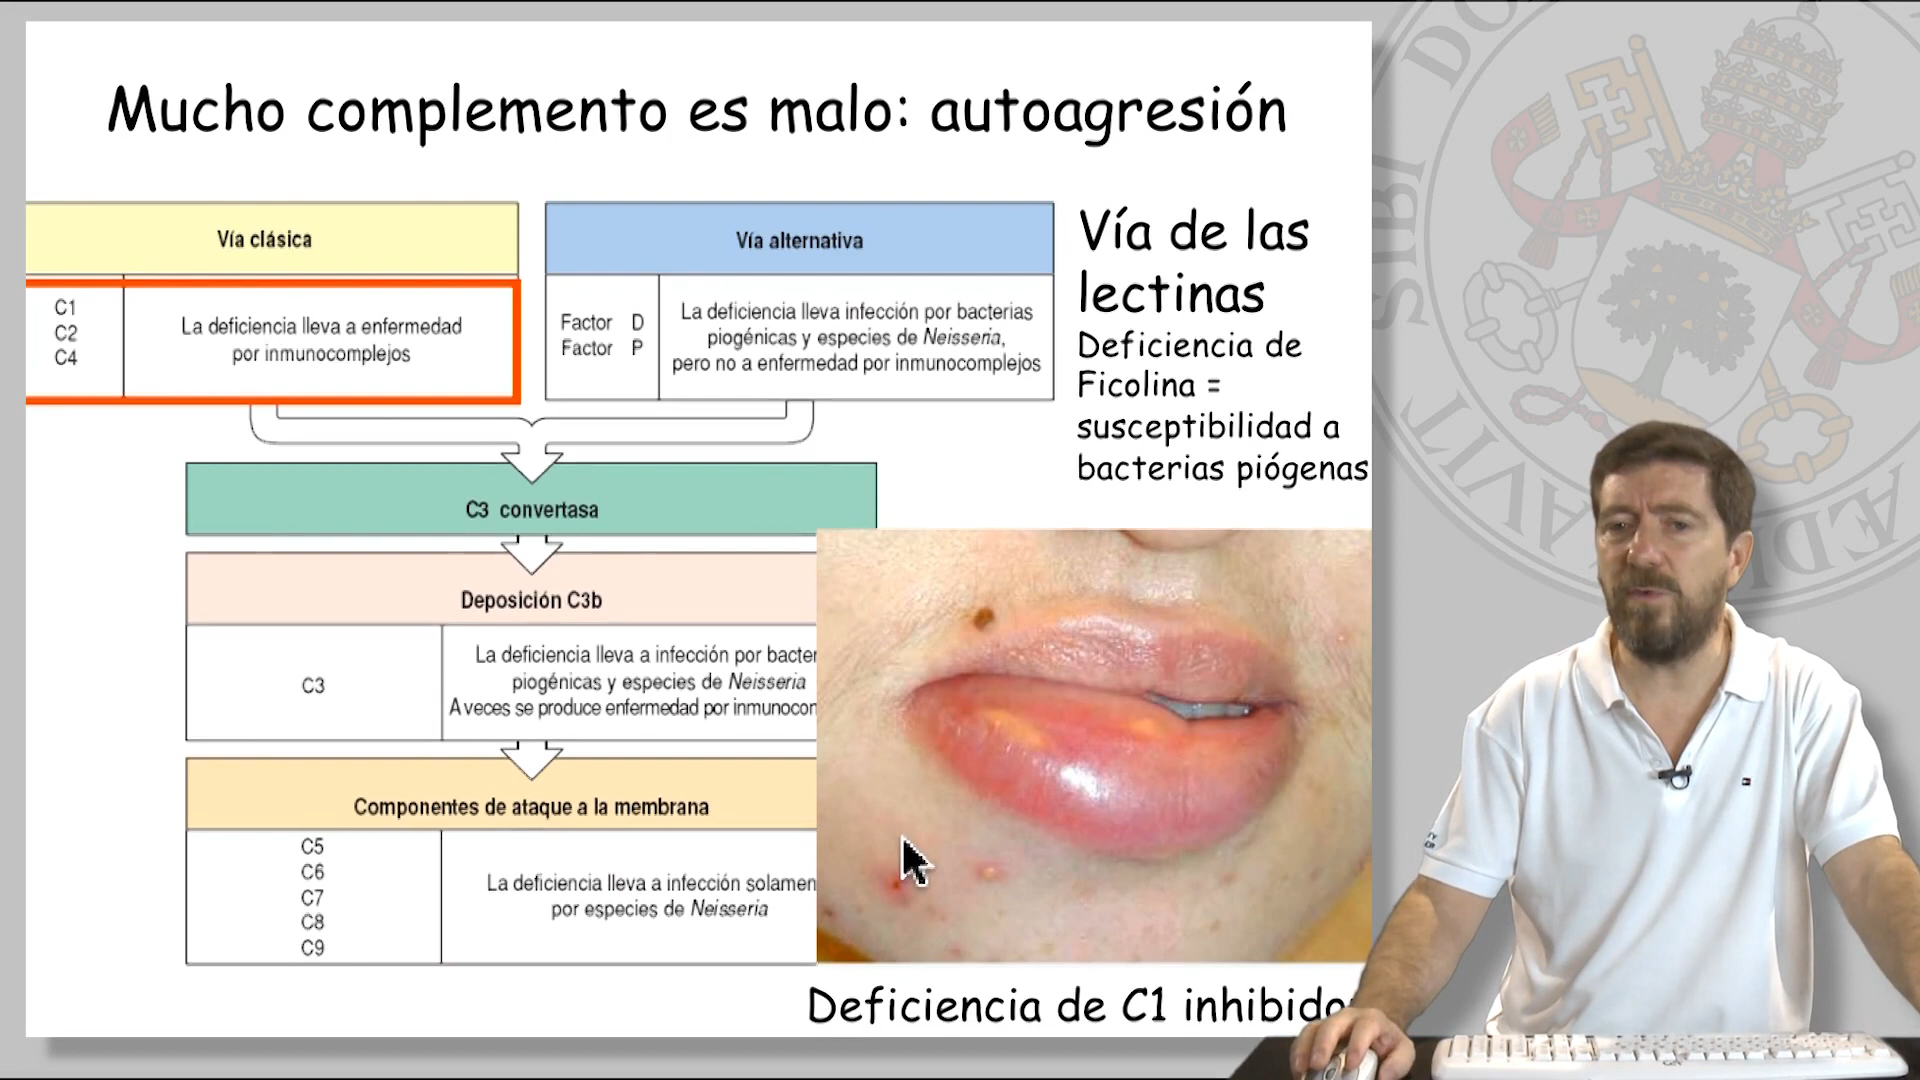 Mucho complemento es malo: autoagresión
Vía clásica
C1
C2
C4
La deficiencia lleva a enfermedad
por inmunocomplejos
Vía alternativa
Factor D
Factor P
La deficiencia lleva infección por bacterias
piogénicas y especies de Neisseria,
pero no a enfermedad por inmunocomplejos
Vía de las
lectinas
Deficiencia de
Ficolina =
susceptibilidad a
bacterias piógenas
C3 convertasa
Deposición C3b
C3
La deficiencia lleva a infección por bacter
piogénicas y especies de Neisseria
A veces se produce enfermedad por inmunocon
Componentes de ataque a la membrana
C5
C6
C7
C8
C9
La deficiencia lleva a infección solamen
por especies de Neisseria
Deficiencia de C1 inhibido
SIBI